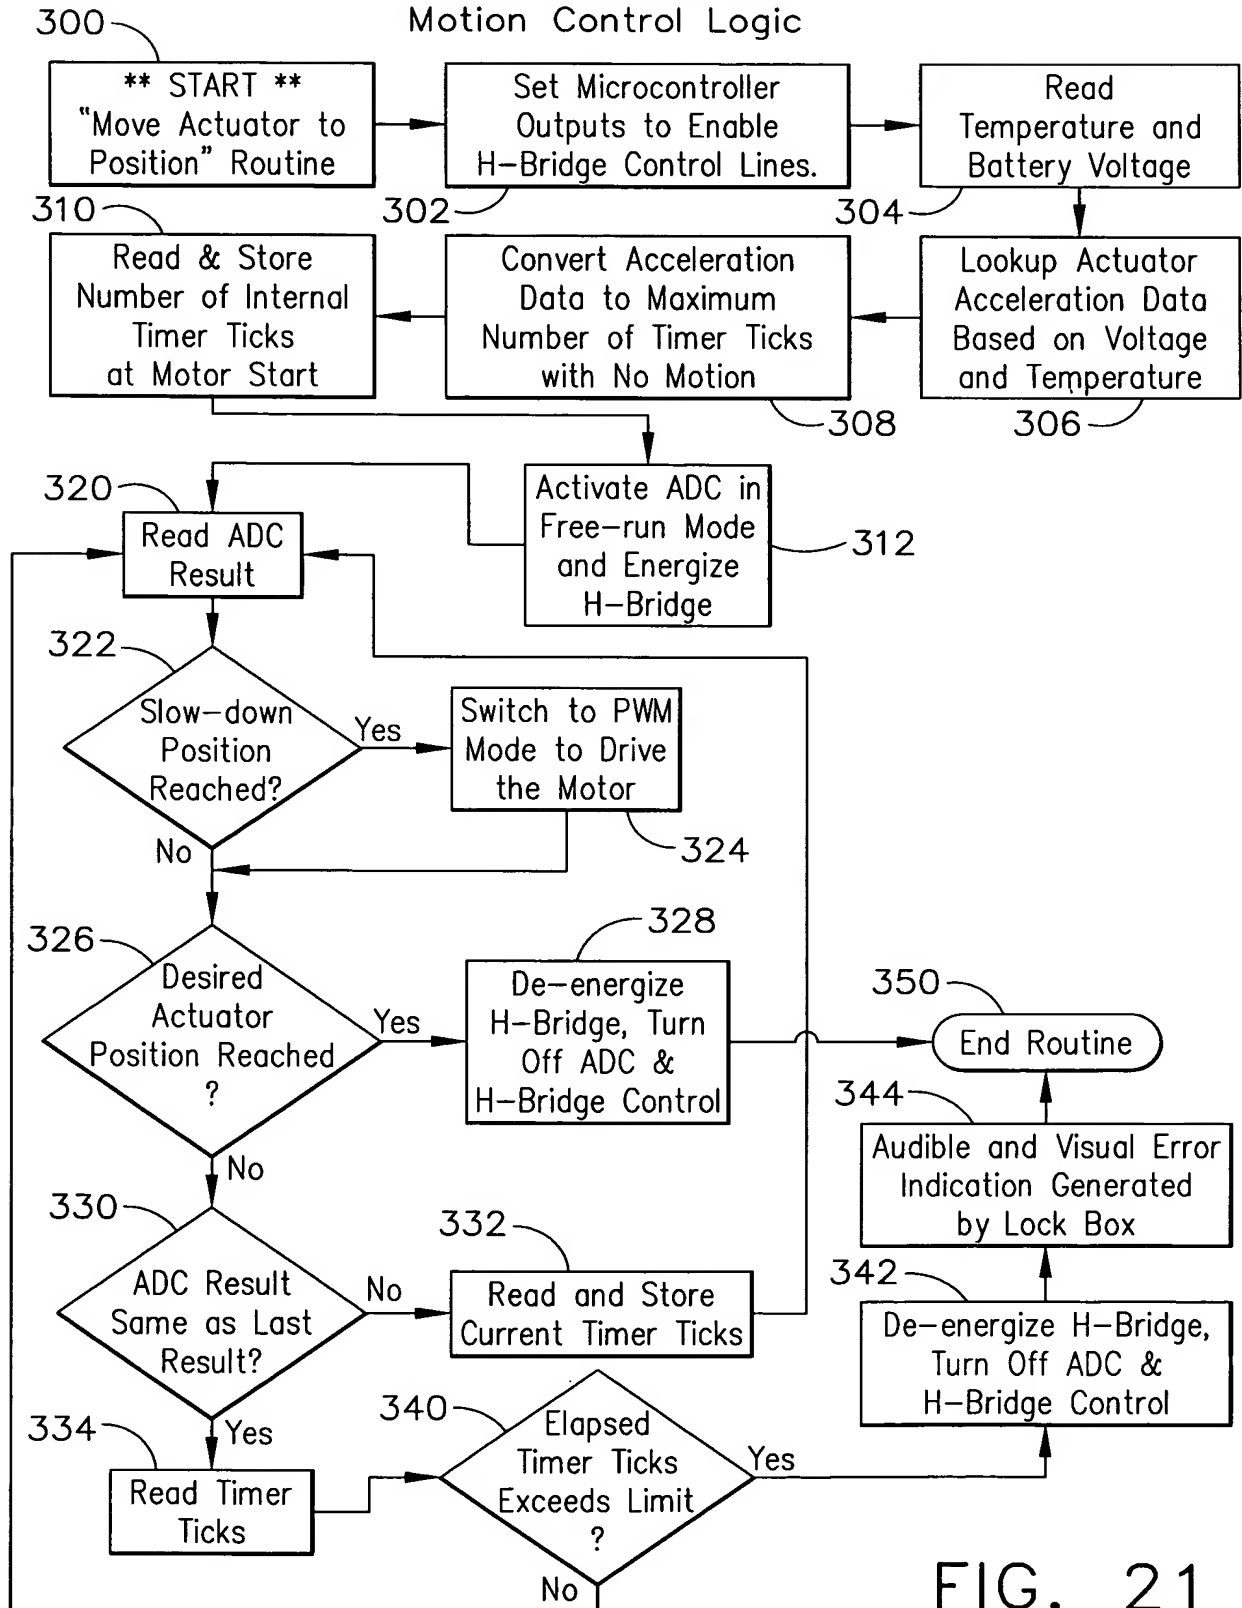 Motion Control Logic
300
** START **
"Move Actuator to
Position" Routine
Set Microcontroller
Outputs to Enable
H-Bridge Control Lines.
302
Read
Temperature and
Battery Voltage
304
Lookup Actuator
Acceleration Data
Based on Voltage
and Temperature
306
Convert Acceleration
Data to Maximum
Number of Timer Ticks
with No Motion
308
310
Read & Store
Number of Internal
Timer Ticks
at Motor Start
Activate ADC in
Free-run Mode
and Energize
H-Bridge
312
320
Read ADC
Result
322
Slow-down
Position
Reached?
Yes
No
Switch to PWM
Mode to Drive
the Motor
324
326
Desired
Actuator
Position Reached
?
Yes
No
328
De-energize
H-Bridge, Turn
Off ADC &
H-Bridge Control
350
End Routine
330
ADC Result
Same as Last
Result?
No
Yes
332
Read and Store
Current Timer Ticks
334
Read Timer
Ticks
340
Elapsed
Timer Ticks
Exceeds Limit
?
Yes
No
344
Audible and Visual Error
Indication Generated
by Lock Box
342
De-energize H-Bridge,
Turn Off ADC &
H-Bridge Control
FIG. 21